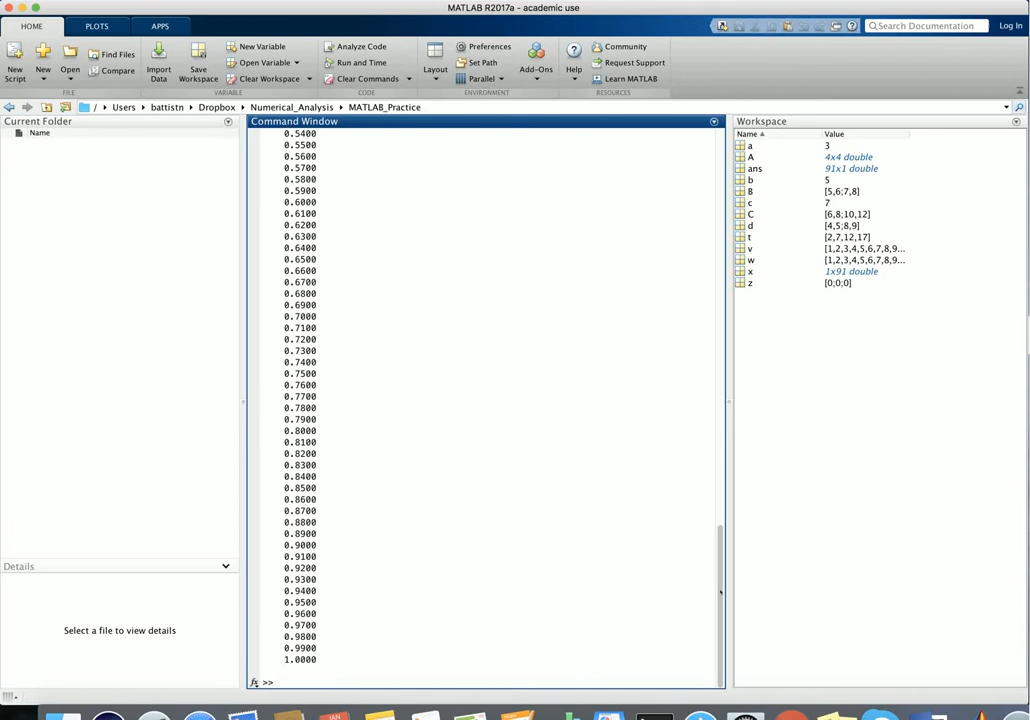 MATLAB R2017a - academic use
HOME PLOTS APPS
Search Documentation Log In
New Script
New
Open
Find Files
Compare
FILE
Import Data
Save Workspace
New Variable
Open Variable
Clear Workspace
VARIABLE
Analyze Code
Run and Time
Clear Commands
CODE
Layout
Preferences
Set Path
Parallel
Add-Ons
ENVIRONMENT
Help
Community
Request Support
Learn MATLAB
RESOURCES
/ Users battistn Dropbox Numerical_Analysis MATLAB_Practice
Current Folder
Name
Details
Select a file to view details
Command Window
0.5400
0.5500
0.5600
0.5700
0.5800
0.5900
0.6000
0.6100
0.6200
0.6300
0.6400
0.6500
0.6600
0.6700
0.6800
0.6900
0.7000
0.7100
0.7200
0.7300
0.7400
0.7500
0.7600
0.7700
0.7800
0.7900
0.8000
0.8100
0.8200
0.8300
0.8400
0.8500
0.8600
0.8700
0.8800
0.8900
0.9000
0.9100
0.9200
0.9300
0.9400
0.9500
0.9600
0.9700
0.9800
0.9900
1.0000
fx >>
Workspace
Name Value
a 3
A 4x4 double
ans 91x1 double
b 5
B [5,6;7,8]
c 7
C [6,8;10,12]
d [4,5;8,9]
t [2,7,12,17]
v [1,2,3,4,5,6,7,8,9...
w [1,2,3,4,5,6,7,8,9...
x 1x91 double
z [0;0;0]
JAN